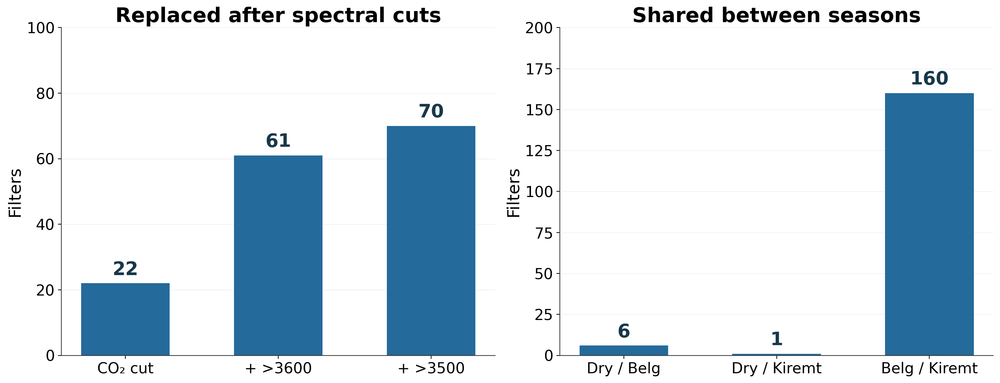 Replaced after spectral cuts
Filters
100
80
60
40
20
0
22
61
70
CO₂ cut
+ >3600
+ >3500
Shared between seasons
Filters
200
175
150
125
100
75
50
25
0
6
1
160
Dry / Belg
Dry / Kiremt
Belg / Kiremt